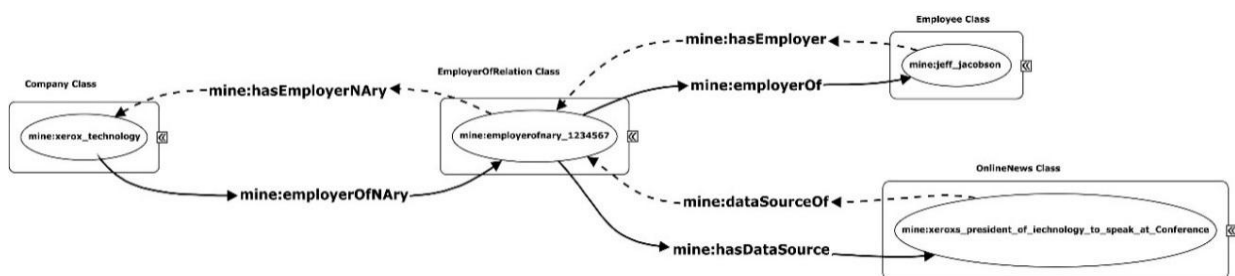 Employee Class
mine:hasEmployer
mine:jeff_jacobson
Company Class
EmployerOfRelation Class
mine:hasEmployerNAry
mine:employerOf
mine:xerox_technology
mine:employerofnary_1234567
OnlineNews Class
mine:employerOfNAry
mine:dataSourceOf
mine:xeroxs_president_of_iechnology_to_speak_at_Conference
mine:hasDataSource